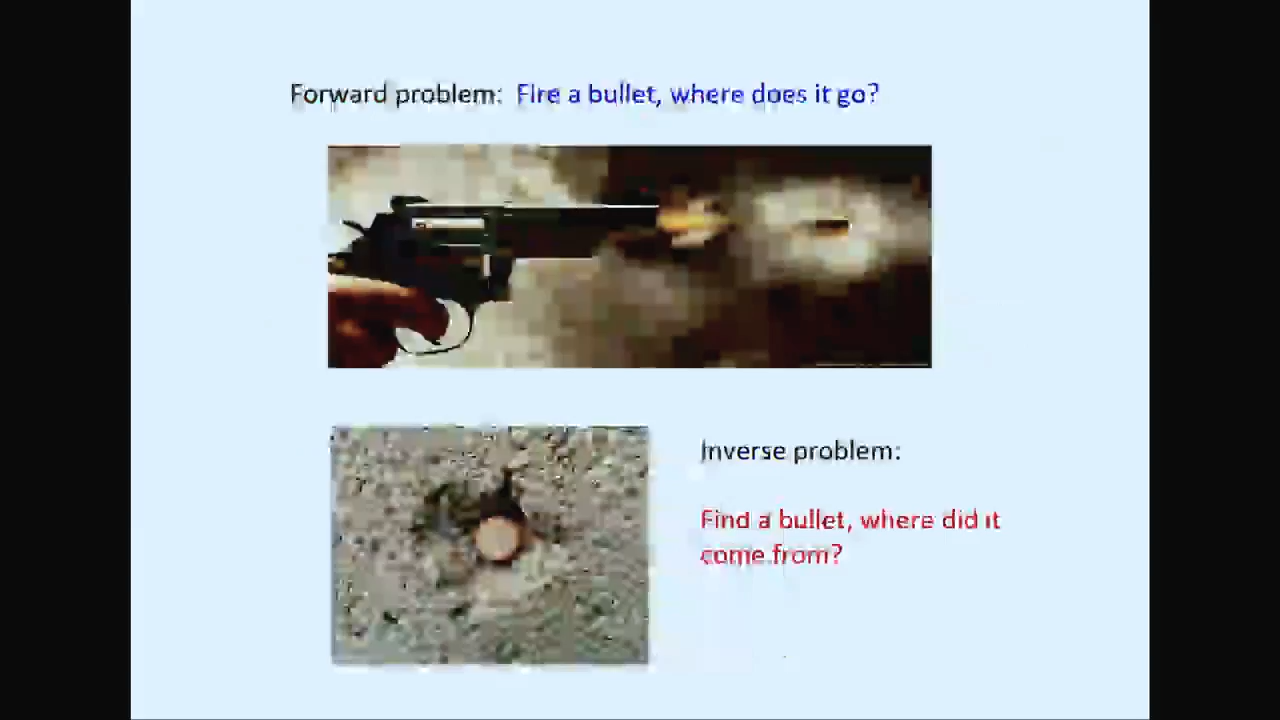 Forward problem: Fire a bullet, where does it go?
Inverse problem:
Find a bullet, where did it
come from?